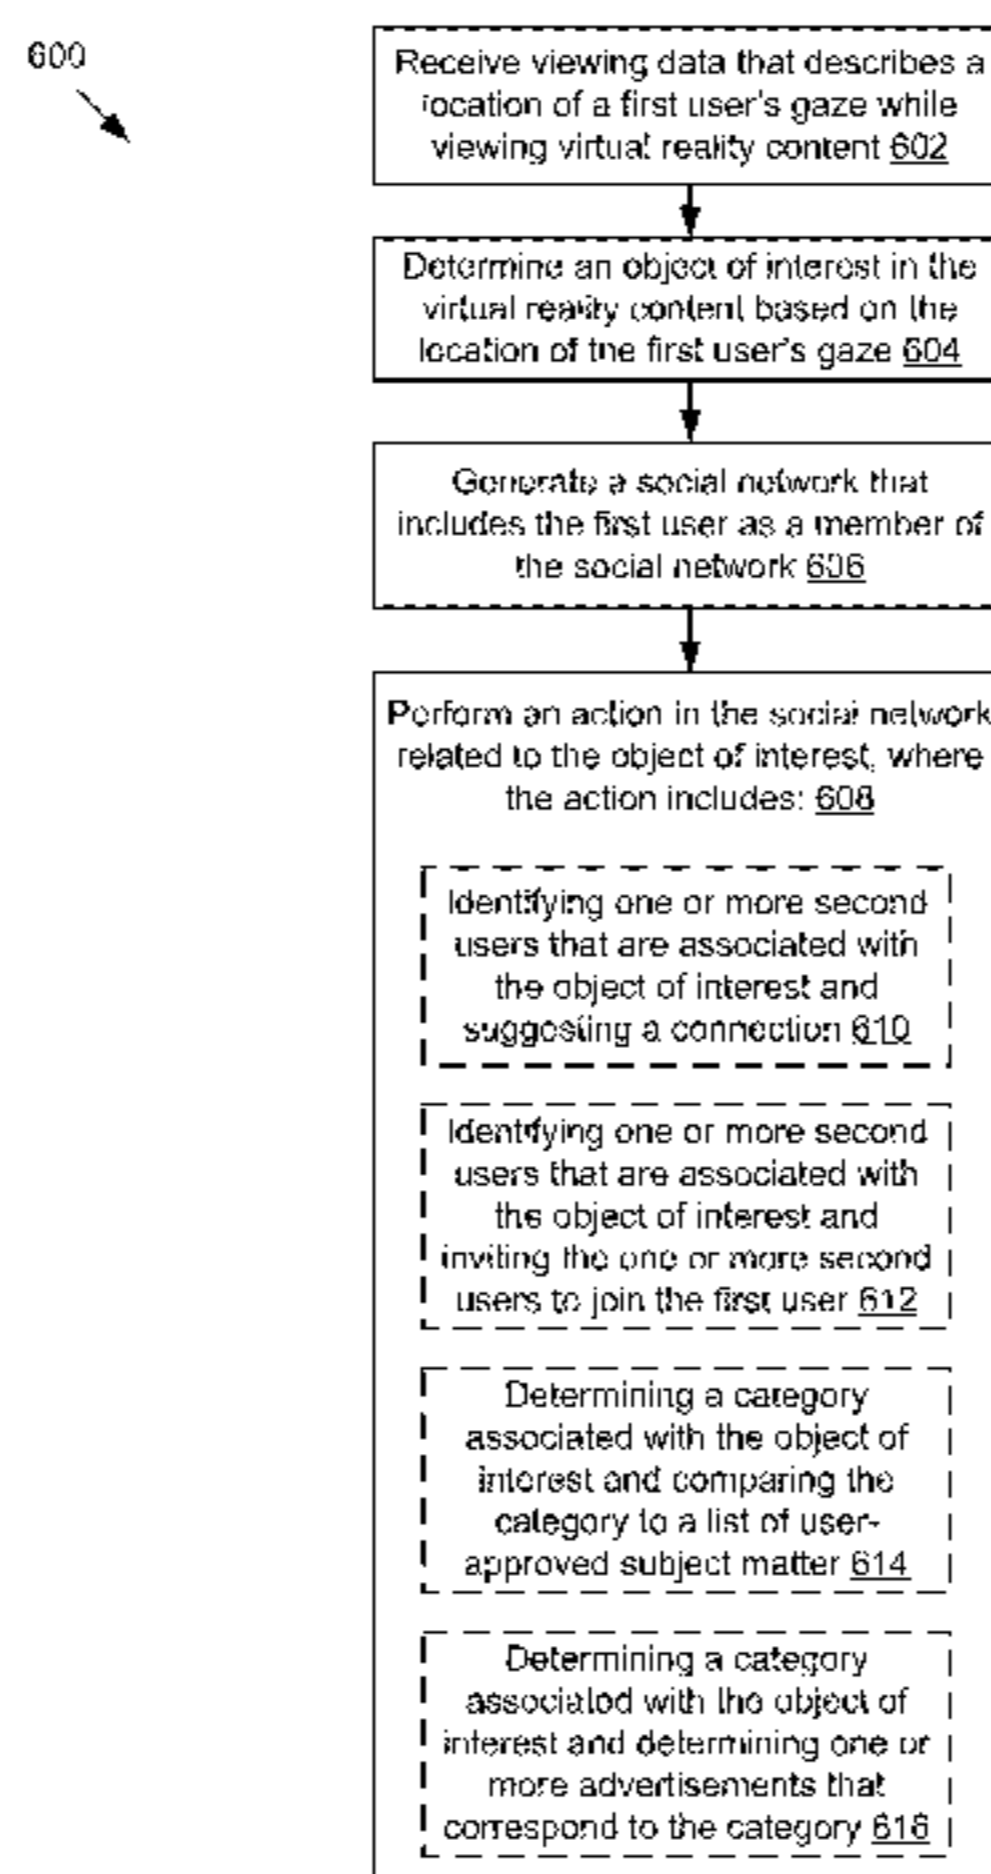 600
Receive viewing data that describes a
location of a first user's gaze while
viewing virtual reality content 602
Determine an object of interest in the
virtual reality content based on the
location of the first user's gaze 604
Generate a social network that
includes the first user as a member of
the social network 606
Perform an action in the social network
related to the object of interest, where
the action includes: 608
Identifying one or more second
users that are associated with
the object of interest and
suggesting a connection 610
Identifying one or more second
users that are associated with
the object of interest and
inviting the one or more second
users to join the first user 612
Determining a category
associated with the object of
interest and comparing the
category to a list of user-
approved subject matter 614
Determining a category
associated with the object of
interest and determining one or
more advertisements that
correspond to the category 616